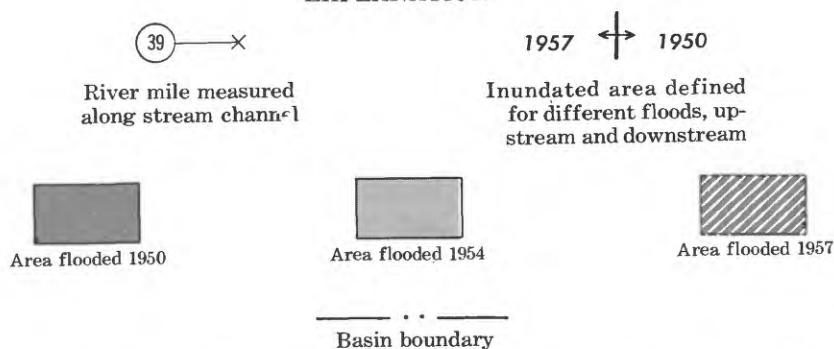 39
1957 1950
River mile measured
along stream channel
Inundated area defined
for different floods, up-
stream and downstream
Area flooded 1950
Area flooded 1954
Area flooded 1957
Basin boundary